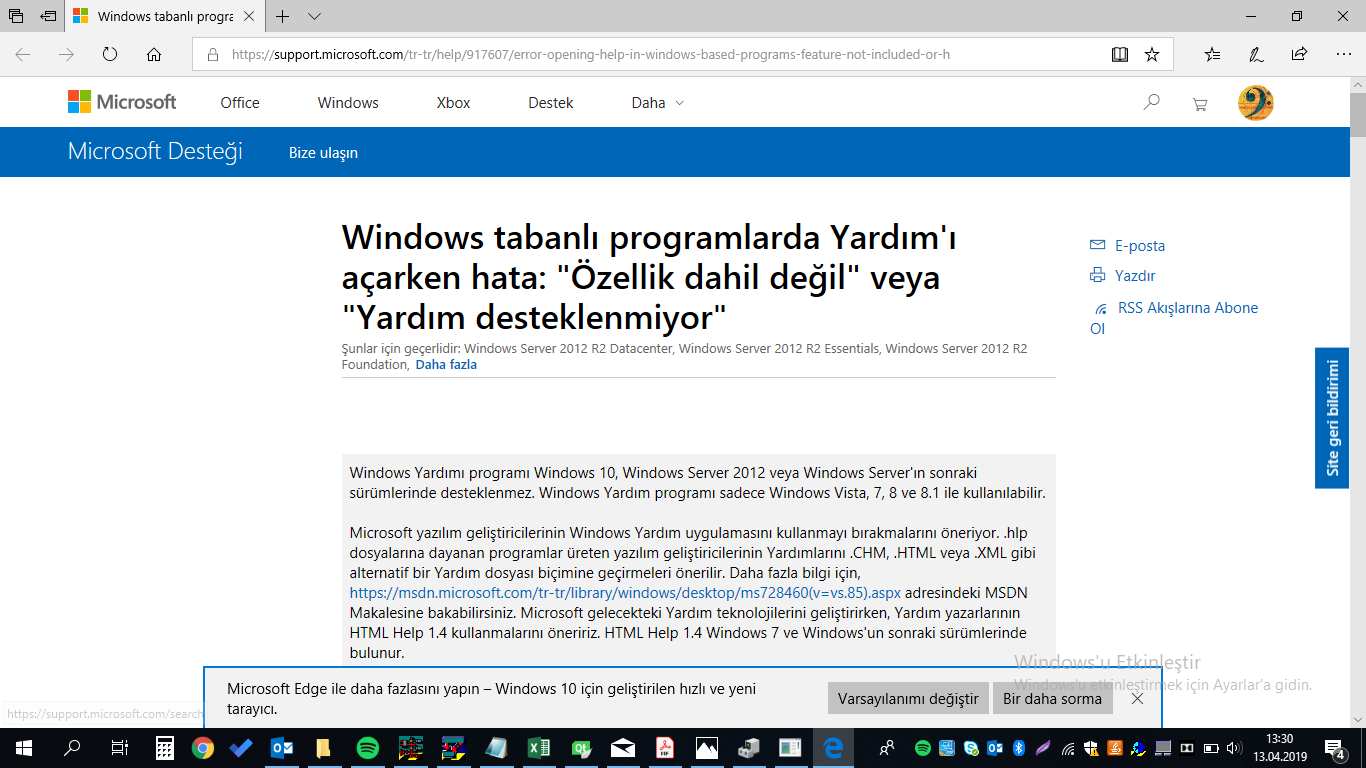 Windows tabanlı progra
https://support.microsoft.com/tr-tr/help/917607/error-opening-help-in-windows-based-programs-feature-not-included-or-h
Microsoft
Office
Windows
Xbox
Destek
Daha
Microsoft Desteği
Bize ulaşın
Windows tabanlı programlarda Yardım'ı
açarken hata: "Özellik dahil değil" veya
"Yardım desteklenmiyor"
Şunlar için geçerlidir: Windows Server 2012 R2 Datacenter, Windows Server 2012 R2 Essentials, Windows Server 2012 R2
Foundation, Daha fazla
E-posta
Yazdır
RSS Akışlarına Abone
Ol
Site geri bildirimi
Windows Yardımı programı Windows 10, Windows Server 2012 veya Windows Server'ın sonraki
sürümlerinde desteklenmez. Windows Yardım programı sadece Windows Vista, 7, 8 ve 8.1 ile kullanılabilir.
Microsoft yazılım geliştiricilerinin Windows Yardım uygulamasını kullanmayı bırakmalarını öneriyor. .hlp
dosyalarına dayanan programlar üreten yazılım geliştiricilerinin Yardımlarını .CHM, .HTML veya .XML gibi
alternatif bir Yardım dosyası biçimine geçirmeleri önerilir. Daha fazla bilgi için,
https://msdn.microsoft.com/tr-tr/library/windows/desktop/ms728460(v=vs.85).aspx adresindeki MSDN
Makalesine bakabilirsiniz. Microsoft gelecekteki Yardım teknolojilerini geliştirirken, Yardım yazarlarının
HTML Help 1.4 kullanmalarını öneririz. HTML Help 1.4 Windows 7 ve Windows'un sonraki sürümlerinde
bulunur.
Windows'u Etkinleştir
Windows'u etkinleştirmek için Ayarlar'a gidin.
Microsoft Edge ile daha fazlasını yapın – Windows 10 için geliştirilen hızlı ve yeni
tarayıcı.
Varsayılanımı değiştir
Bir daha sorma
https://support.microsoft.com/search
13:30
13.04.2019
4